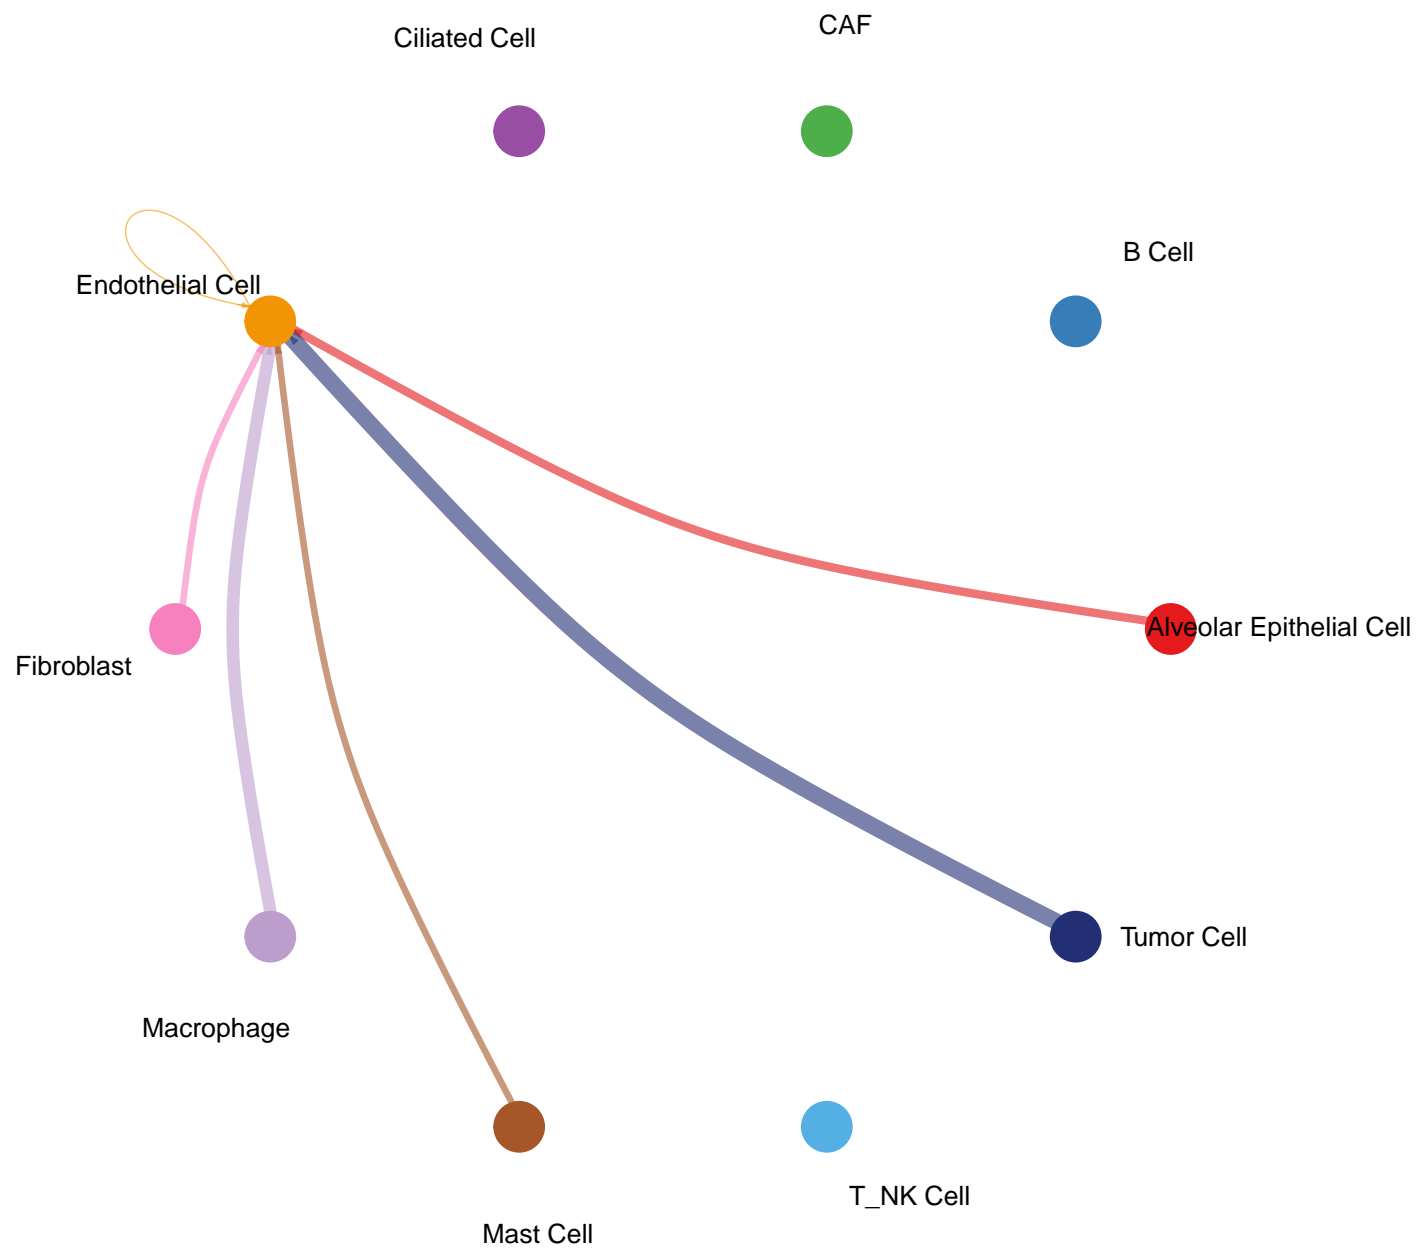 CAF
Ciliated Cell
B Cell
Endothelial Cell
Alveolar Epithelial Cell
Fibroblast
Tumor Cell
Macrophage
T_NK Cell
Mast Cell